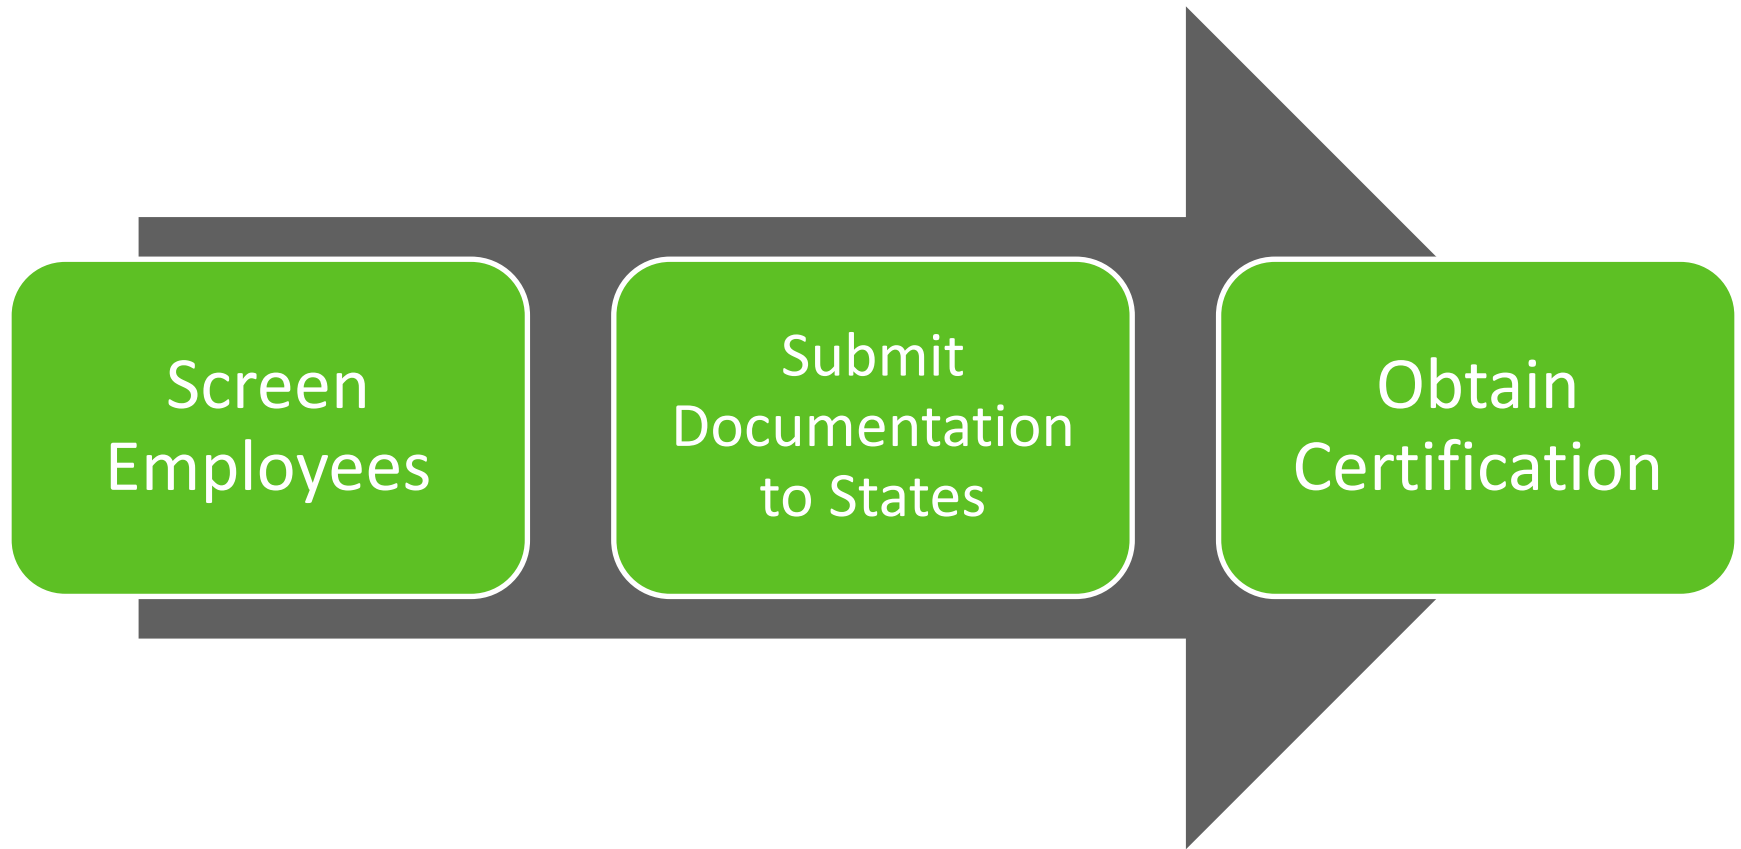 Screen
Employees
Submit
Documentation
to States
Obtain
Certification